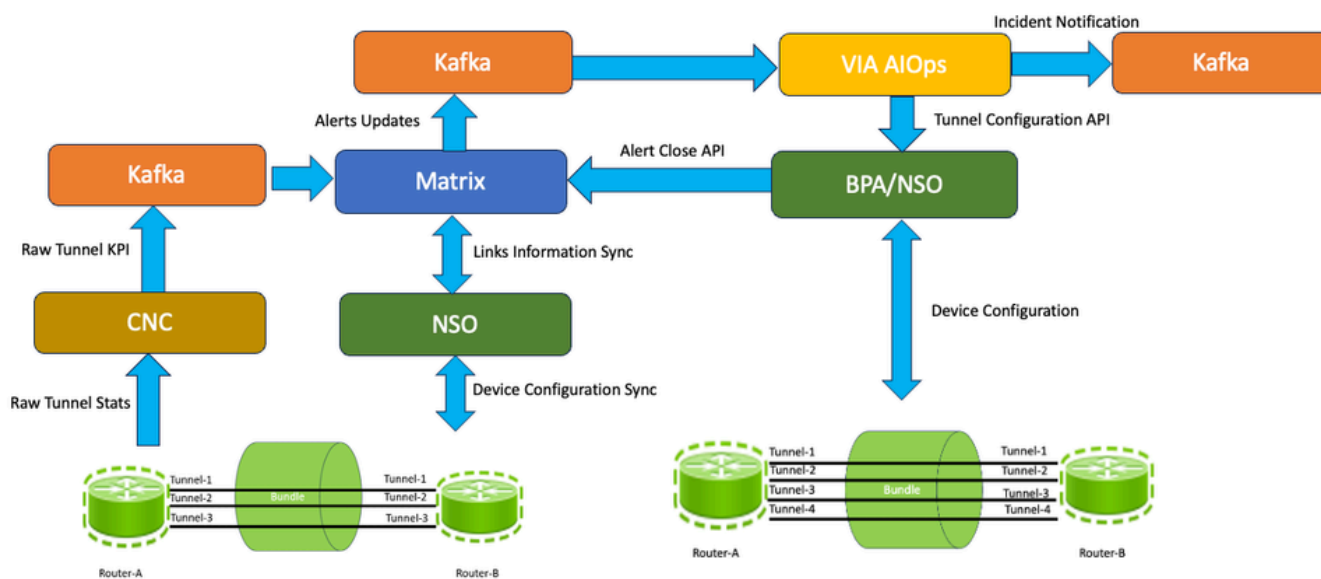 Incident Notification
Kafka
VIA AIOps
Kafka
Alerts Updates
Tunnel Configuration API
Alert Close API
Kafka
Matrix
BPA/NSO
Raw Tunnel KPI
Links Information Sync
CNC
NSO
Device Configuration
Raw Tunnel Stats
Device Configuration Sync
Tunnel-1
Tunnel-2
Tunnel-3
Bundle
Tunnel-1
Tunnel-2
Tunnel-3
Router-A
Router-B
Tunnel-1
Tunnel-2
Tunnel-3
Tunnel-4
Bundle
Tunnel-1
Tunnel-2
Tunnel-3
Tunnel-4
Router-A
Router-B